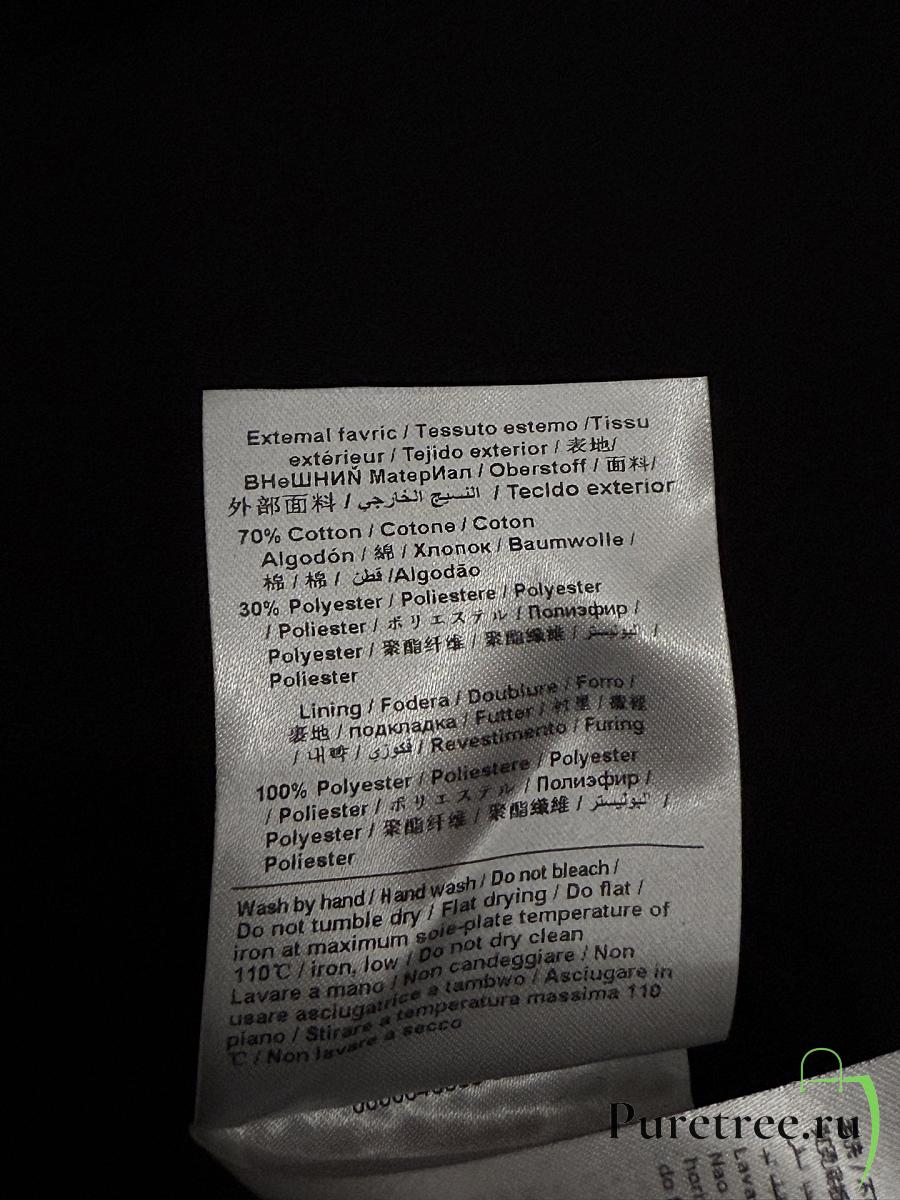 Extemal favric / Tessuto estemo /Tissu
extérieur / Tejido exterior / 表地/
ВНеШНИЙ МатерИал / Oberstoff / 面料/
外部面料 / النسيج الخارجي / Tecldo exterior
70% Cotton / Cotone / Coton
Algodón / 綿 / Хлопок / Baumwolle /
棉 / 棉 / قطن /Algodão
30% Polyester / Poliestere / Polyester
/ Poliester / ポリエステル / Полиэфир /
Polyester / 聚酯纤维 / 聚酯纖維 / البوليستر /
Poliester
Lining / Fodera / Doublure / Forro /
裏地 / подкладка / Futter / 衬里 /
/ / / Revestimento / Furing
100% Polyester / Poliestere / Polyester
/ Poliester / ポリエステル / Полиэфир /
Polyester / 聚酯纤维 / 聚酯纖維 / البوليستر /
Poliester
Wash by hand / Hand wash / Do not bleach /
Do not tumble dry / Flat drying / Do flat /
iron at maximum soie-plate temperature of
110℃ / iron, low / Do not dry clean
Lavare a mano / Non candeggiare / Non
usare asciugatrice a tambwo / Asciugare in
piano / Stirare a temperatura massima 110
℃ / Non lavare a secco
Puretree.ru
Lava
Nao